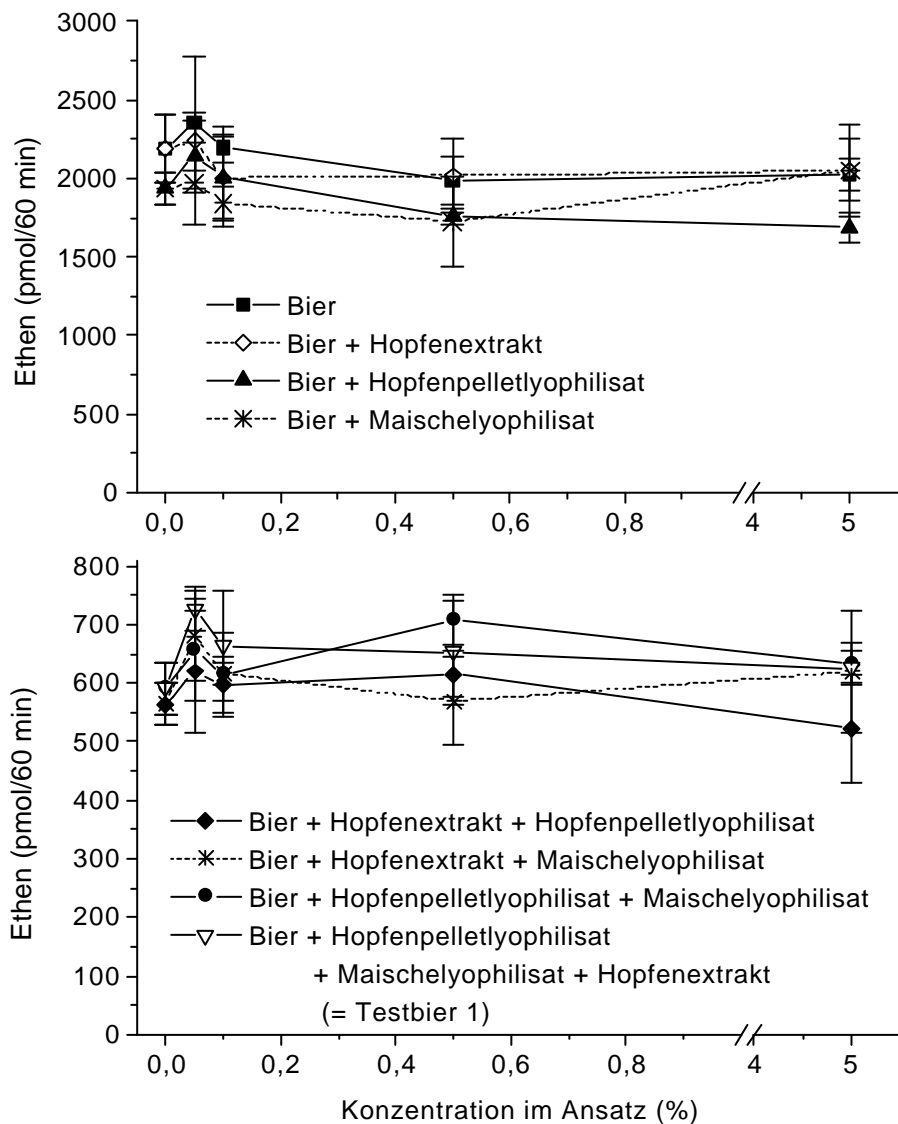 3000
2500
2000
1500
1000
500
0
Ethen (pmol/60 min)
Bier
Bier + Hopfenextrakt
Bier + Hopfenpelletlyophilisat
Bier + Maischelyophilisat
0,0 0,2 0,4 0,6 0,8 4 5
800
700
600
500
400
300
200
100
0
Ethen (pmol/60 min)
Bier + Hopfenextrakt + Hopfenpelletlyophilisat
Bier + Hopfenextrakt + Maischelyophilisat
Bier + Hopfenpelletlyophilisat + Maischelyophilisat
Bier + Hopfenpelletlyophilisat
+ Maischelyophilisat + Hopfenextrakt
(= Testbier 1)
0,0 0,2 0,4 0,6 0,8 4 5
Konzentration im Ansatz (%)